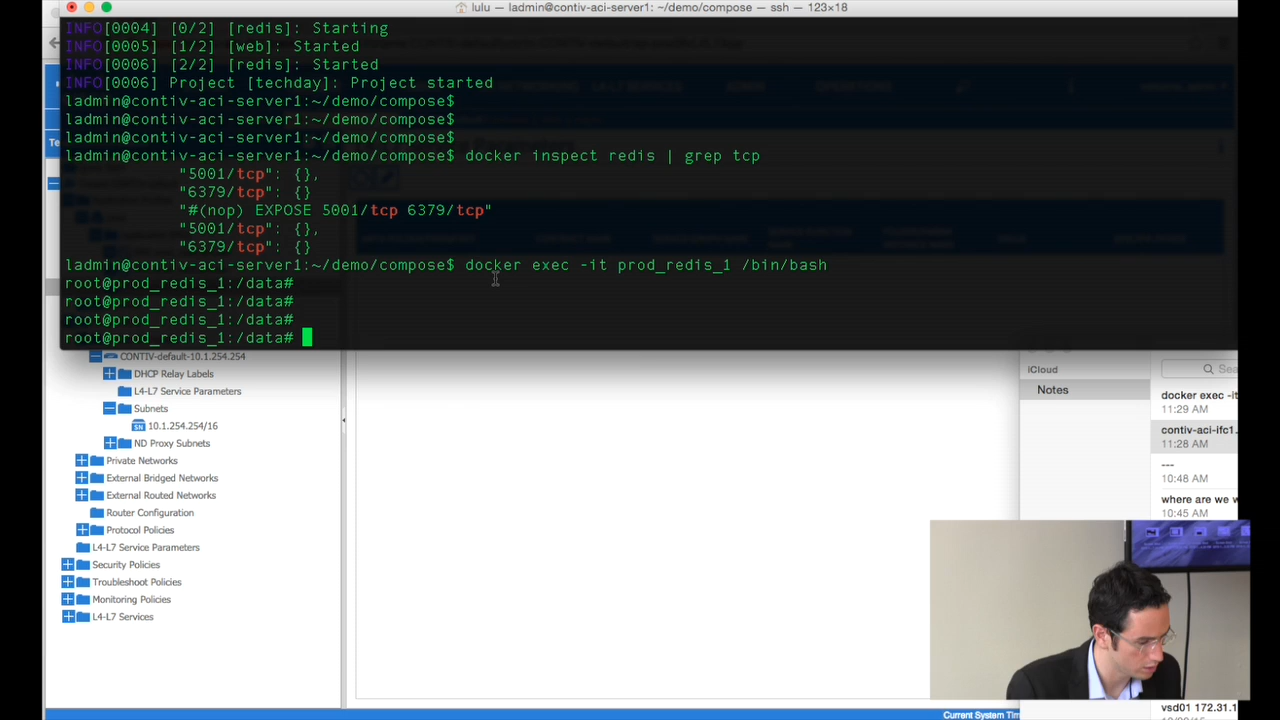 lulu — ladmin@contiv-aci-server1: ~/demo/compose — ssh — 123×18
INFO[0004] [0/2] [redis]: Starting
INFO[0005] [1/2] [web]: Started
INFO[0006] [2/2] [redis]: Started
INFO[0006] Project [techday]: Project started
ladmin@contiv-aci-server1:~/demo/compose$
ladmin@contiv-aci-server1:~/demo/compose$
ladmin@contiv-aci-server1:~/demo/compose$
ladmin@contiv-aci-server1:~/demo/compose$ docker inspect redis | grep tcp
"5001/tcp": {},
"6379/tcp": {}
"#(nop) EXPOSE 5001/tcp 6379/tcp"
"5001/tcp": {},
"6379/tcp": {}
ladmin@contiv-aci-server1:~/demo/compose$ docker exec -it prod_redis_1 /bin/bash
root@prod_redis_1:/data#
root@prod_redis_1:/data#
root@prod_redis_1:/data#
root@prod_redis_1:/data#
CONTIV-default-10.1.254.254
DHCP Relay Labels
L4-L7 Service Parameters
Subnets
10.1.254.254/16
ND Proxy Subnets
Private Networks
External Bridged Networks
External Routed Networks
Router Configuration
Protocol Policies
L4-L7 Service Parameters
Security Policies
Troubleshoot Policies
Monitoring Policies
L4-L7 Services
iCloud
Notes
Sea
docker exec -it
11:29 AM
contiv-aci-ifc1.
11:28 AM
---
10:48 AM
where are we w
10:45 AM
vsd01 172.31.1
Current System Tim